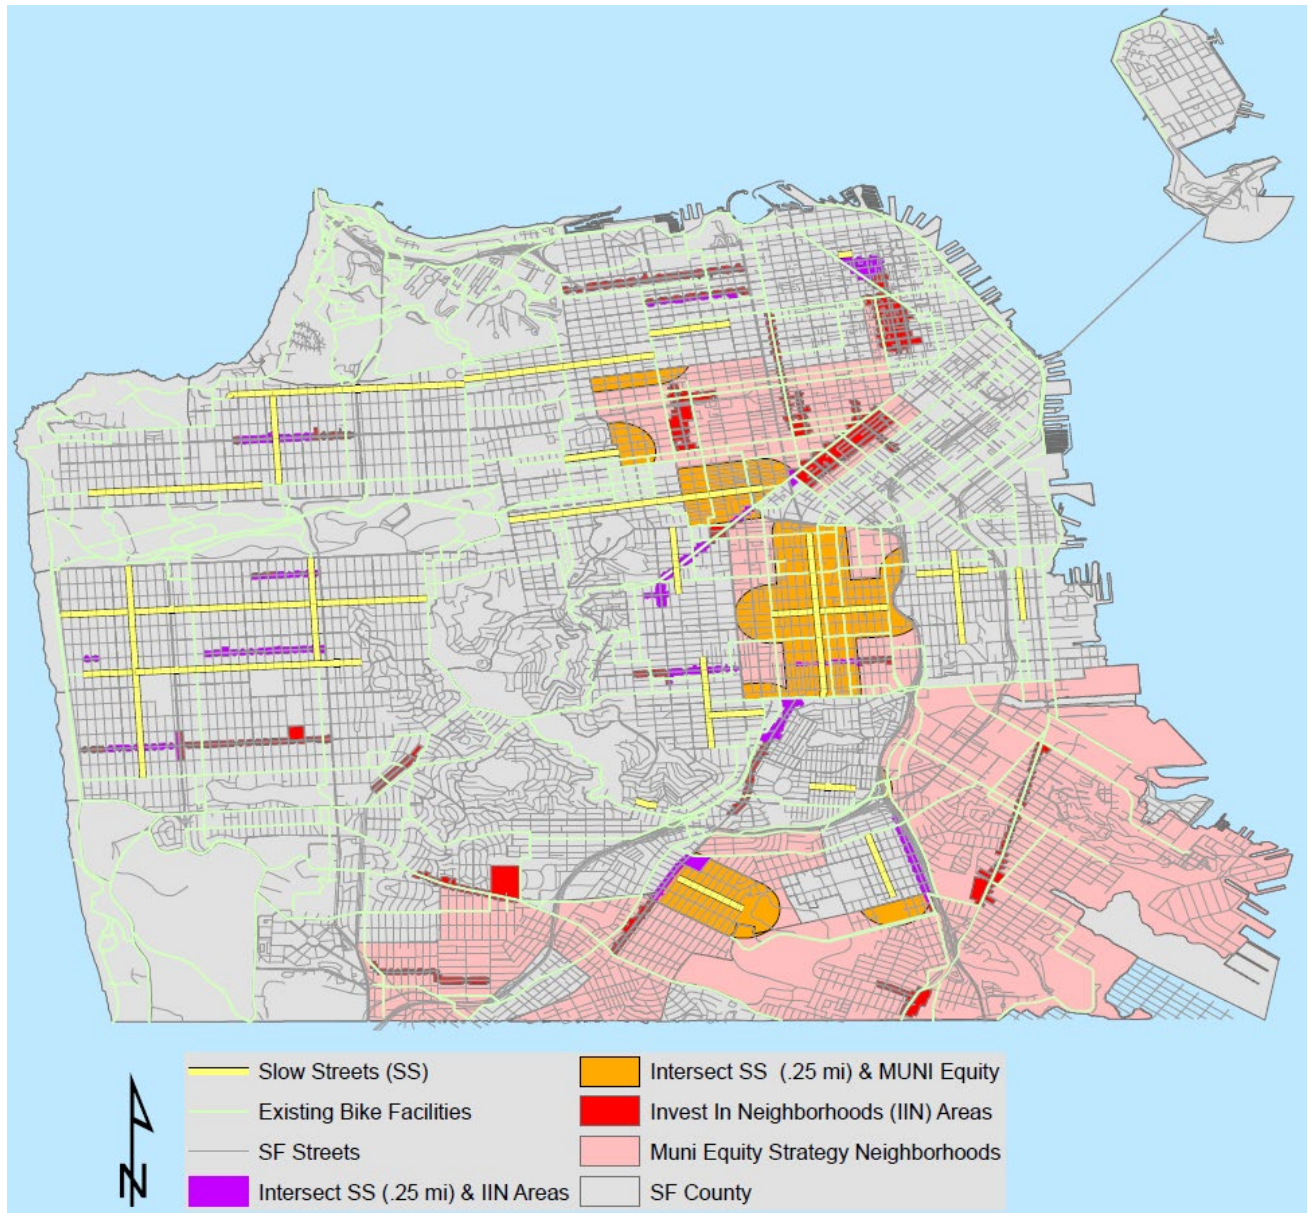 Slow Streets (SS)
Existing Bike Facilities
SF Streets
Intersect SS (.25 mi) & IIN Areas
Intersect SS (.25 mi) & MUNI Equity
Invest In Neighborhoods (IIN) Areas
Muni Equity Strategy Neighborhoods
SF County
N